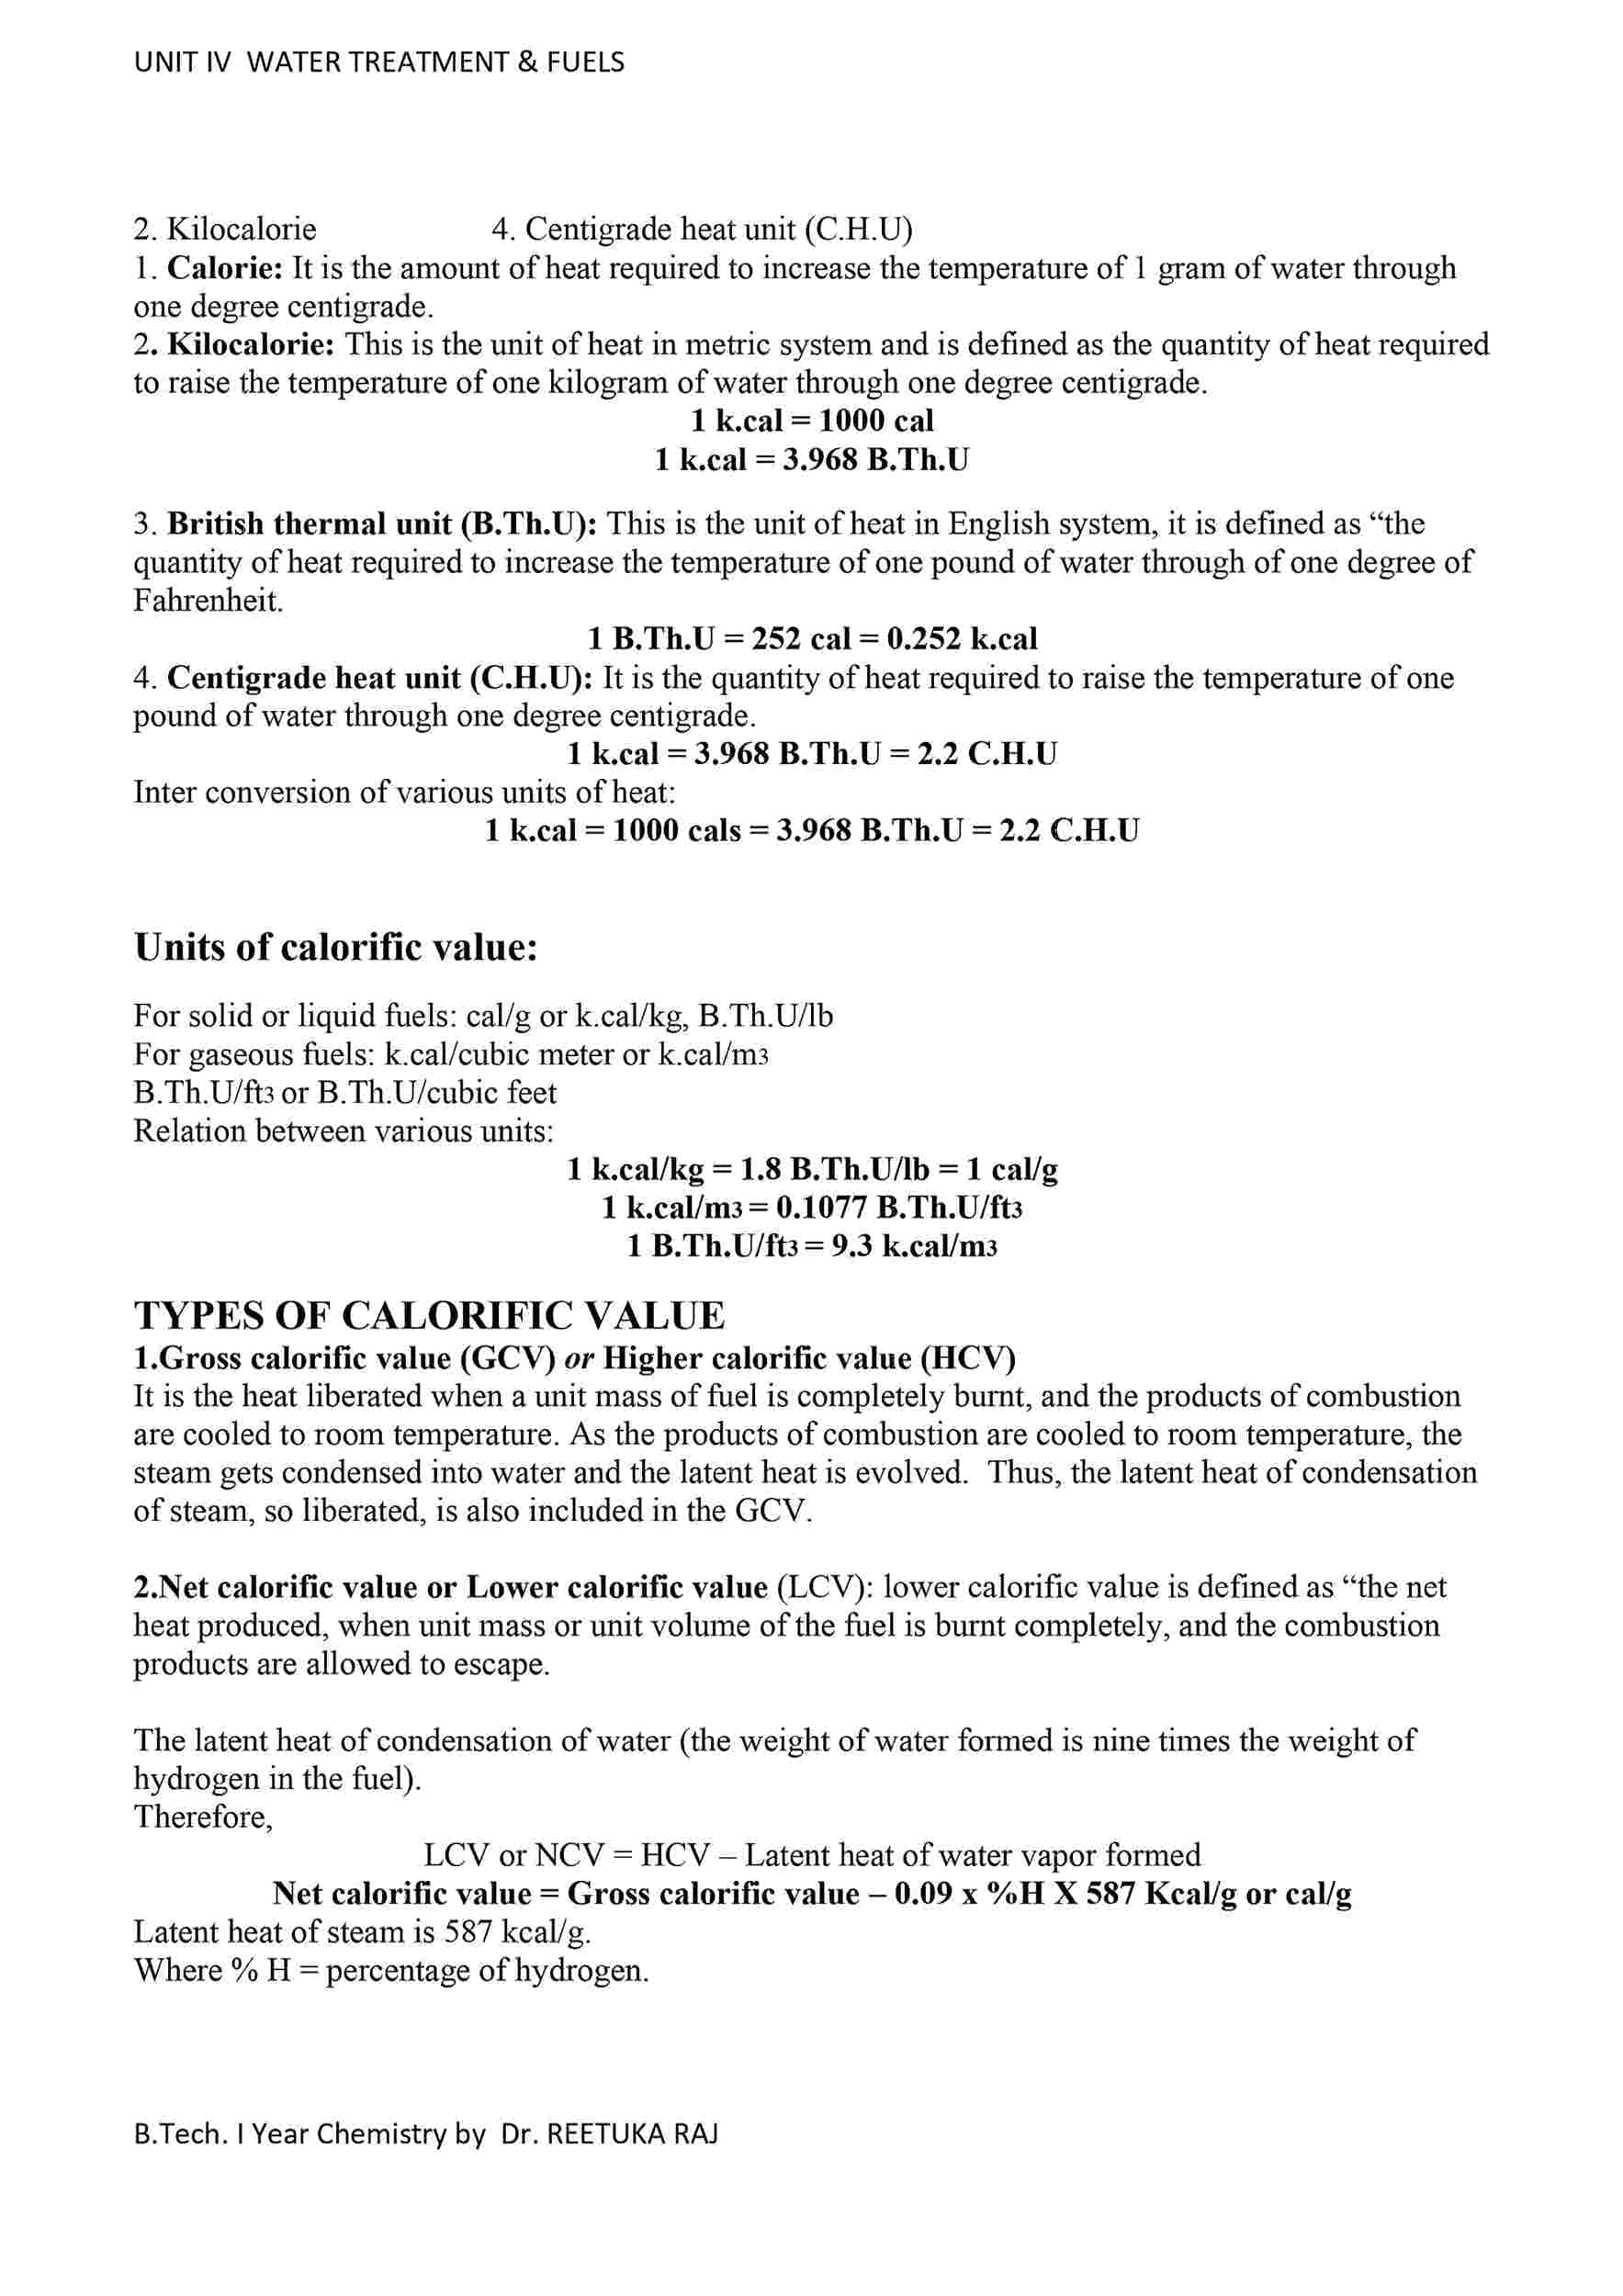 UNIT IV  WATER TREATMENT & FUELS
2. Kilocalorie 4. Centigrade heat unit (C.H.U)
1. Calorie: It is the amount of heat required to increase the temperature of 1 gram of water through
one degree centigrade.
2. Kilocalorie: This is the unit of heat in metric system and is defined as the quantity of heat required
to raise the temperature of one kilogram of water through one degree centigrade.
1 k.cal = 1000 cal
1 k.cal = 3.968 B.Th.U
3. British thermal unit (B.Th.U): This is the unit of heat in English system, it is defined as “the
quantity of heat required to increase the temperature of one pound of water through of one degree of
Fahrenheit.
1 B.Th.U = 252 cal = 0.252 k.cal
4. Centigrade heat unit (C.H.U): It is the quantity of heat required to raise the temperature of one
pound of water through one degree centigrade.
1 k.cal = 3.968 B.Th.U = 2.2 C.H.U
Inter conversion of various units of heat:
1 k.cal = 1000 cals = 3.968 B.Th.U = 2.2 C.H.U
Units of calorific value:
For solid or liquid fuels: cal/g or k.cal/kg, B.Th.U/lb
For gaseous fuels: k.cal/cubic meter or k.cal/m3
B.Th.U/ft3 or B.Th.U/cubic feet
Relation between various units:
1 k.cal/kg = 1.8 B.Th.U/lb = 1 cal/g
1 k.cal/m3 = 0.1077 B.Th.U/ft3
1 B.Th.U/ft3 = 9.3 k.cal/m3
TYPES OF CALORIFIC VALUE
1.Gross calorific value (GCV) or Higher calorific value (HCV)
It is the heat liberated when a unit mass of fuel is completely burnt, and the products of combustion
are cooled to room temperature. As the products of combustion are cooled to room temperature, the
steam gets condensed into water and the latent heat is evolved.  Thus, the latent heat of condensation
of steam, so liberated, is also included in the GCV.
2.Net calorific value or Lower calorific value (LCV): lower calorific value is defined as “the net
heat produced, when unit mass or unit volume of the fuel is burnt completely, and the combustion
products are allowed to escape.
The latent heat of condensation of water (the weight of water formed is nine times the weight of
hydrogen in the fuel).
Therefore,
LCV or NCV = HCV – Latent heat of water vapor formed
Net calorific value = Gross calorific value – 0.09 x %H X 587 Kcal/g or cal/g
Latent heat of steam is 587 kcal/g.
Where % H = percentage of hydrogen.
B.Tech. I Year Chemistry by  Dr. REETUKA RAJ